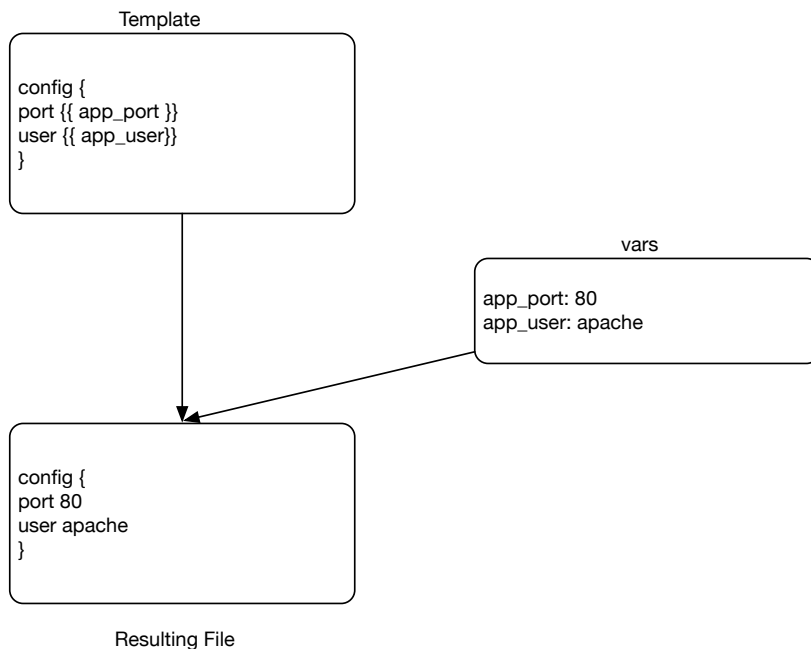 Template
config {
port {{ app_port }}
user {{ app_user}}
}
vars
app_port: 80
app_user: apache
config {
port 80
user apache
}
Resulting File